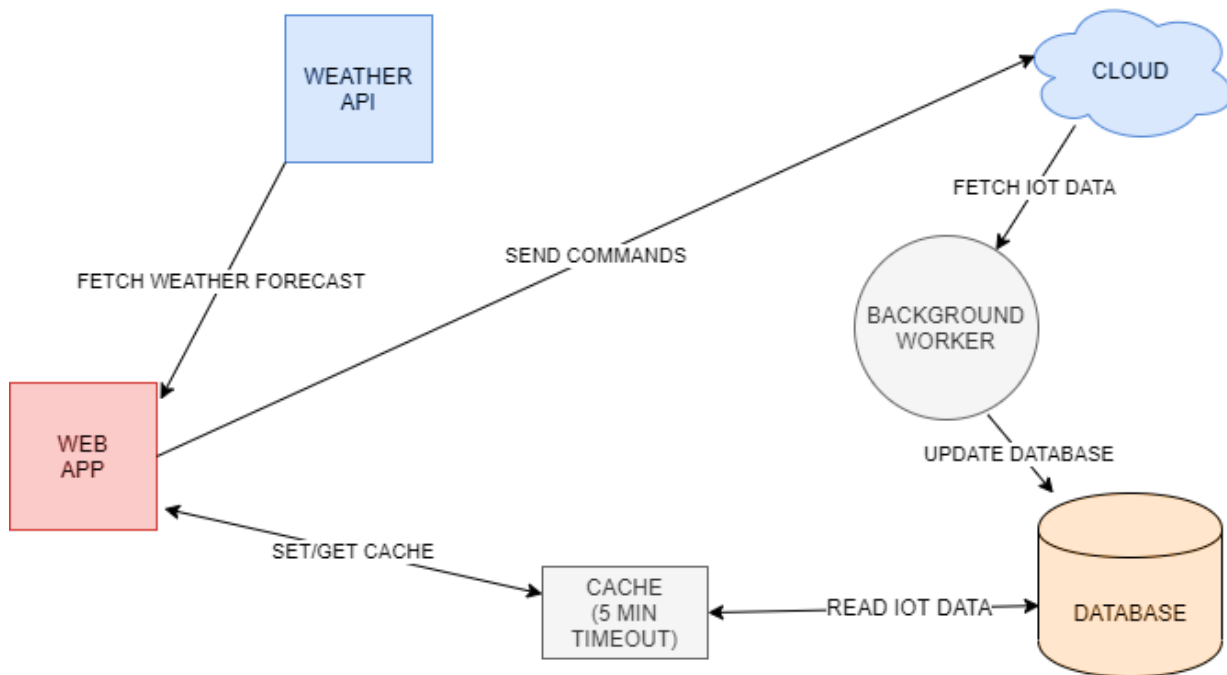 WEATHER
API
CLOUD
FETCH IOT DATA
SEND COMMANDS
FETCH WEATHER FORECAST
BACKGROUND
WORKER
WEB
APP
UPDATE DATABASE
SET/GET CACHE
CACHE
(5 MIN
TIMEOUT)
READ IOT DATA
DATABASE